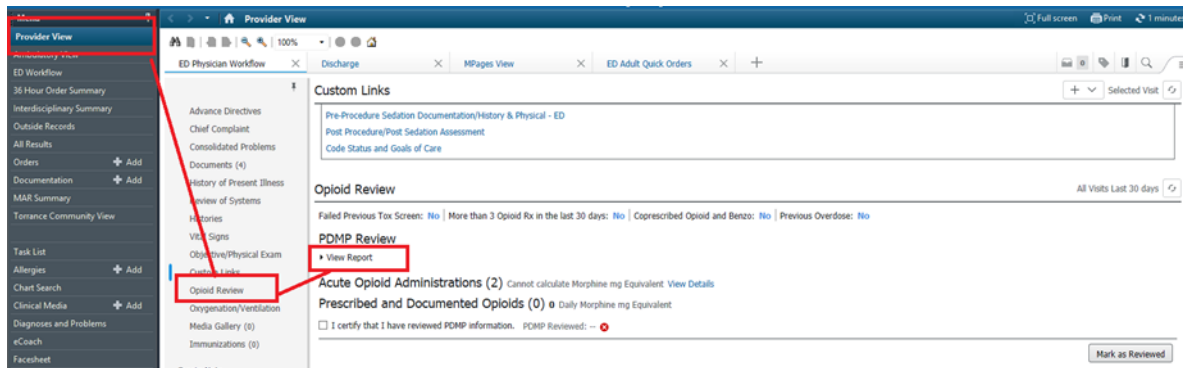 Menu
Provider View
Ambulatory View
ED Workflow
36 Hour Order Summary
Interdisciplinary Summary
Outside Records
All Results
Orders + Add
Documentation + Add
MAR Summary
Torrance Community View
Task List
Allergies + Add
Chart Search
Clinical Media + Add
Diagnoses and Problems
eCoach
Facesheet
Provider View
Full screen Print 1 minutes
100%
ED Physician Workflow × Discharge × MPages View × ED Adult Quick Orders × +
0
Advance Directives
Chief Complaint
Consolidated Problems
Documents (4)
History of Present Illness
Review of Systems
Histories
Vital Signs
Objective/Physical Exam
Custom Links
Opioid Review
Oxygenation/Ventilation
Media Gallery (0)
Immunizations (0)
Custom Links
+ Selected Visit
Pre-Procedure Sedation Documentation/History & Physical - ED
Post Procedure/Post Sedation Assessment
Code Status and Goals of Care
Opioid Review
All Visits Last 30 days
Failed Previous Tox Screen: No | More than 3 Opioid Rx in the last 30 days: No | Coprescribed Opioid and Benzo: No | Previous Overdose: No
PDMP Review
View Report
Acute Opioid Administrations (2) Cannot calculate Morphine mg Equivalent View Details
Prescribed and Documented Opioids (0) 0 Daily Morphine mg Equivalent
I certify that I have reviewed PDMP information. PDMP Reviewed: --
Mark as Reviewed